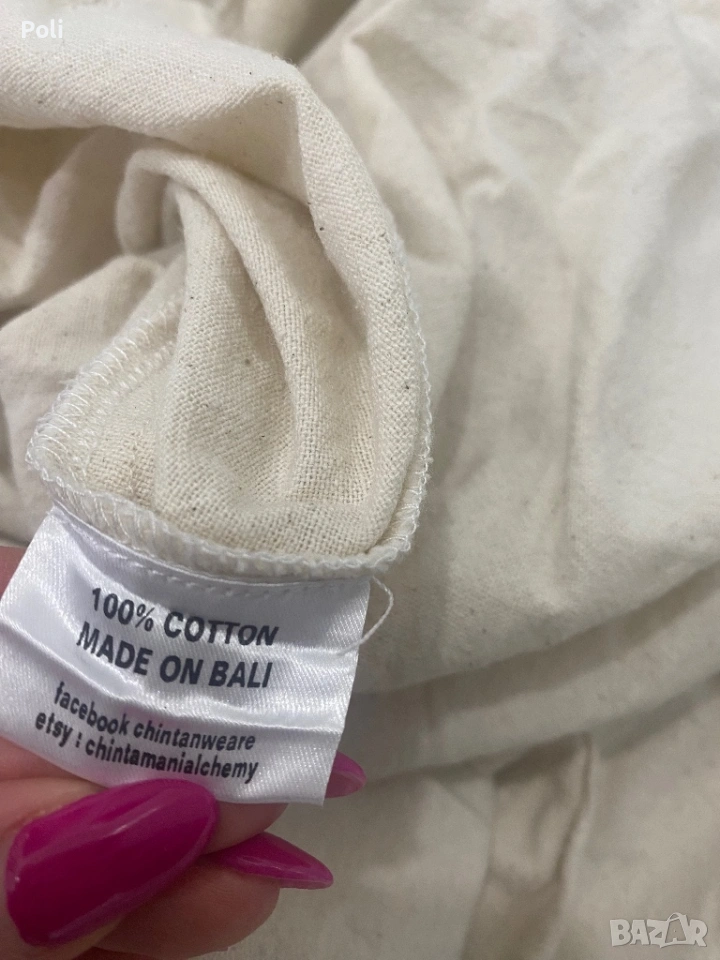 Poli
100% COTTON
MADE ON BALI
facebook chintanweare
etsy : chintamanialchemy
BAZAR